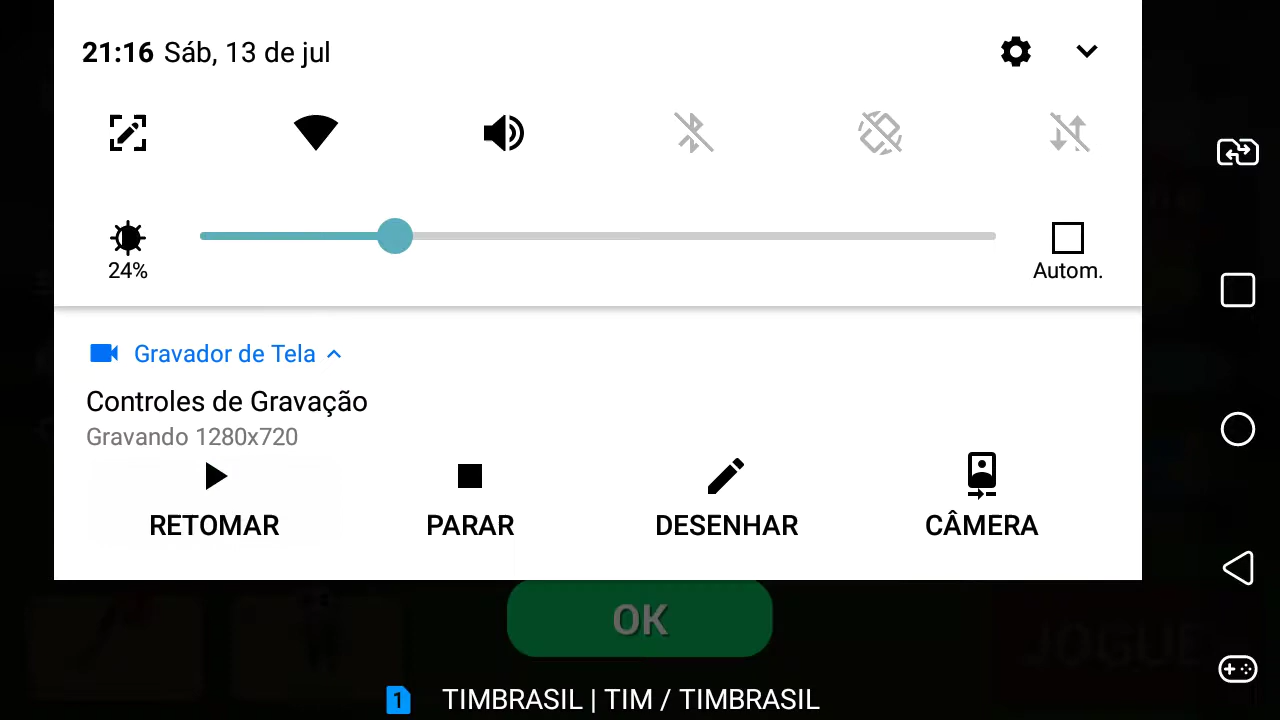 21:16 Sáb, 13 de jul
24%
Autom.
Gravador de Tela
Controles de Gravação
Gravando 1280x720
RETOMAR
PARAR
DESENHAR
CÂMERA
OK
JOGUE
1 TIMBRASIL | TIM / TIMBRASIL